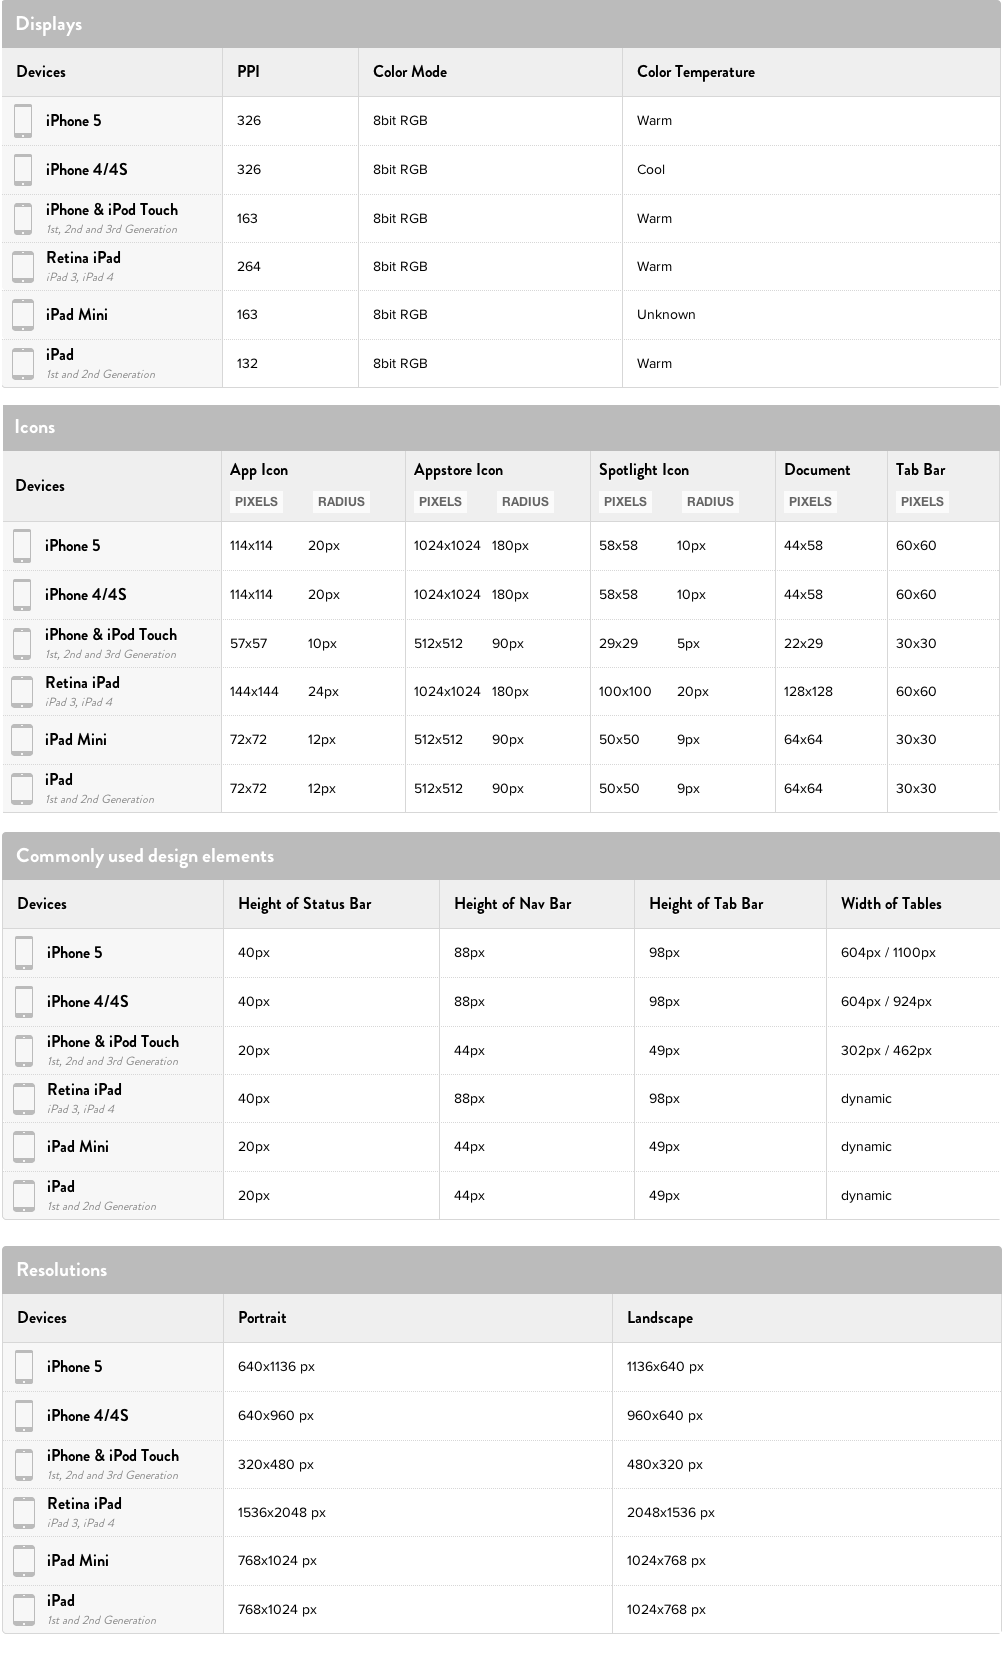 Displays
Devices PPI Color Mode Color Temperature
iPhone 5 326 8bit RGB Warm
iPhone 4/4S 326 8bit RGB Cool
iPhone & iPod Touch
1st, 2nd and 3rd Generation
163 8bit RGB Warm
Retina iPad
iPad 3, iPad 4
264 8bit RGB Warm
iPad Mini 163 8bit RGB Unknown
iPad
1st and 2nd Generation
132 8bit RGB Warm
Icons
Devices
App Icon Appstore Icon Spotlight Icon Document Tab Bar
PIXELS RADIUS PIXELS RADIUS PIXELS RADIUS PIXELS PIXELS
iPhone 5 114x114 20px 1024x1024 180px 58x58 10px 44x58 60x60
iPhone 4/4S 114x114 20px 1024x1024 180px 58x58 10px 44x58 60x60
iPhone & iPod Touch
1st, 2nd and 3rd Generation
57x57 10px 512x512 90px 29x29 5px 22x29 30x30
Retina iPad
iPad 3, iPad 4
144x144 24px 1024x1024 180px 100x100 20px 128x128 60x60
iPad Mini 72x72 12px 512x512 90px 50x50 9px 64x64 30x30
iPad
1st and 2nd Generation
72x72 12px 512x512 90px 50x50 9px 64x64 30x30
Commonly used design elements
Devices Height of Status Bar Height of Nav Bar Height of Tab Bar Width of Tables
iPhone 5 40px 88px 98px 604px / 1100px
iPhone 4/4S 40px 88px 98px 604px / 924px
iPhone & iPod Touch
1st, 2nd and 3rd Generation
20px 44px 49px 302px / 462px
Retina iPad
iPad 3, iPad 4
40px 88px 98px dynamic
iPad Mini 20px 44px 49px dynamic
iPad
1st and 2nd Generation
20px 44px 49px dynamic
Resolutions
Devices Portrait Landscape
iPhone 5 640x1136 px 1136x640 px
iPhone 4/4S 640x960 px 960x640 px
iPhone & iPod Touch
1st, 2nd and 3rd Generation
320x480 px 480x320 px
Retina iPad
iPad 3, iPad 4
1536x2048 px 2048x1536 px
iPad Mini 768x1024 px 1024x768 px
iPad
1st and 2nd Generation
768x1024 px 1024x768 px